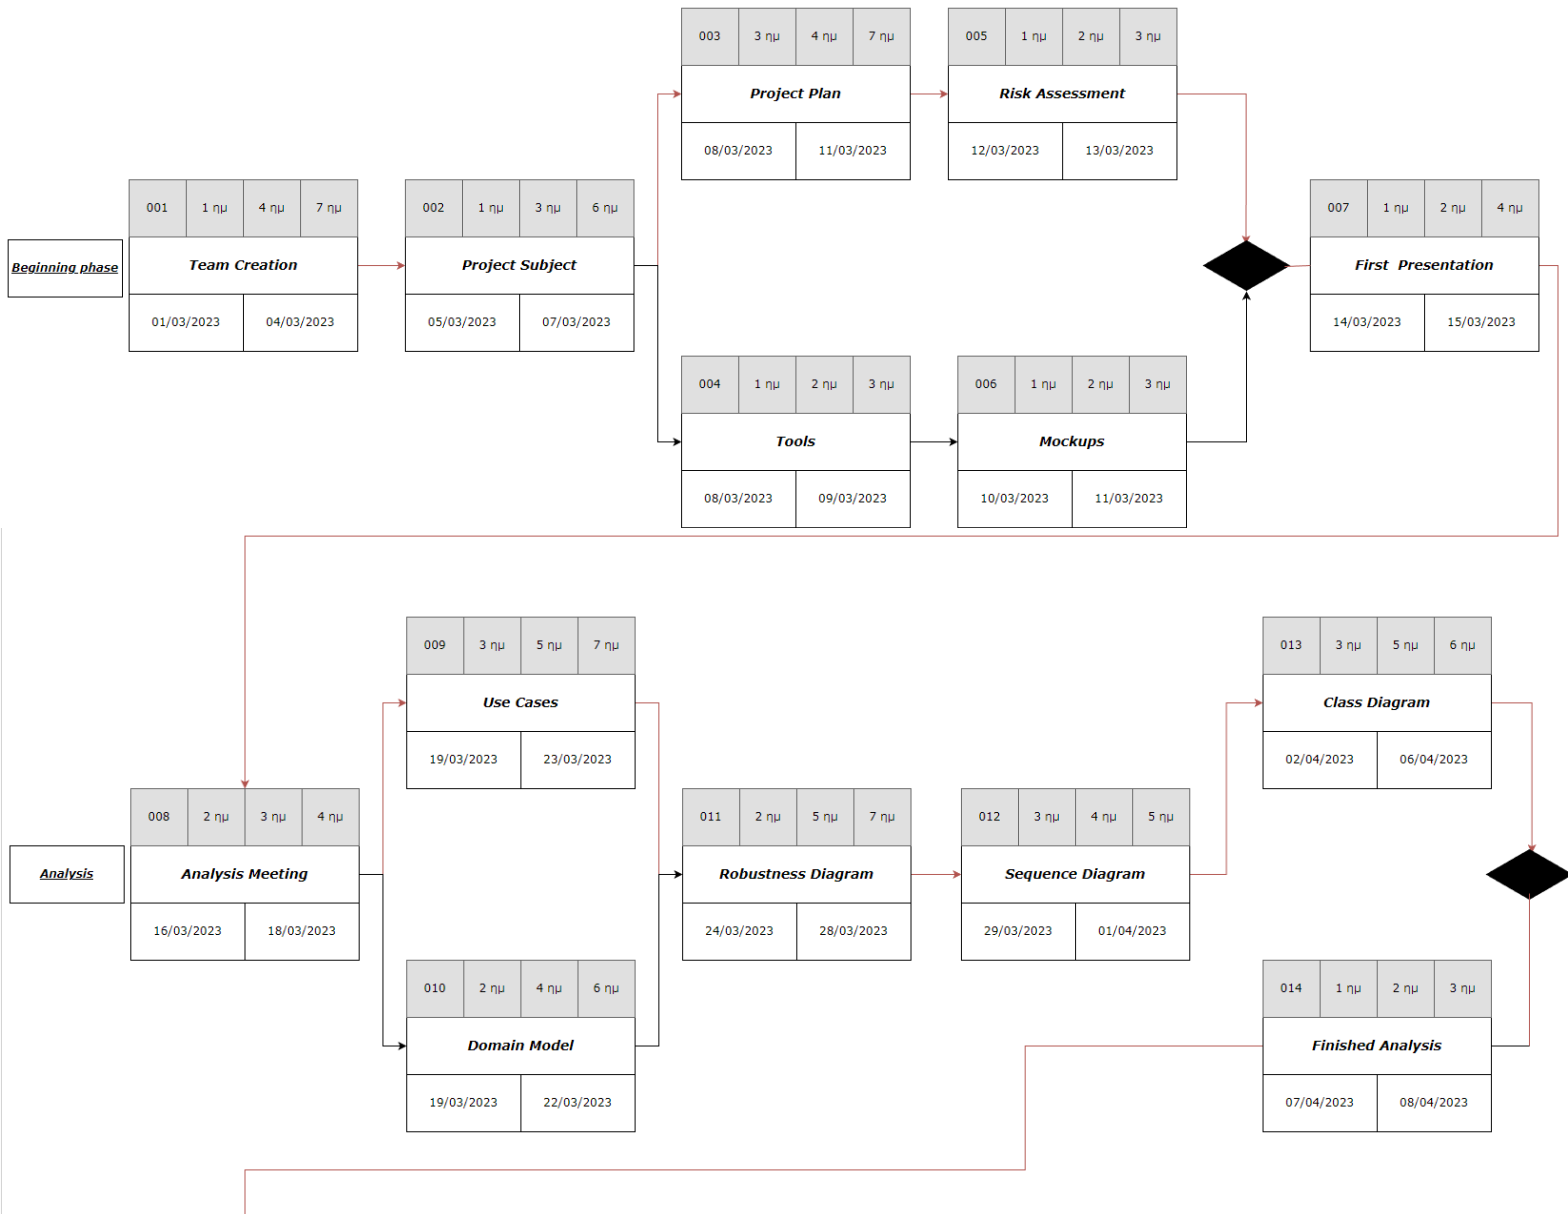 003 3 ημ 4 ημ 7 ημ
Project Plan
08/03/2023 11/03/2023
005 1 ημ 2 ημ 3 ημ
Risk Assessment
12/03/2023 13/03/2023
Beginning phase
001 1 ημ 4 ημ 7 ημ
Team Creation
01/03/2023 04/03/2023
002 1 ημ 3 ημ 6 ημ
Project Subject
05/03/2023 07/03/2023
007 1 ημ 2 ημ 4 ημ
First Presentation
14/03/2023 15/03/2023
004 1 ημ 2 ημ 3 ημ
Tools
08/03/2023 09/03/2023
006 1 ημ 2 ημ 3 ημ
Mockups
10/03/2023 11/03/2023
009 3 ημ 5 ημ 7 ημ
Use Cases
19/03/2023 23/03/2023
013 3 ημ 5 ημ 6 ημ
Class Diagram
02/04/2023 06/04/2023
Analysis
008 2 ημ 3 ημ 4 ημ
Analysis Meeting
16/03/2023 18/03/2023
011 2 ημ 5 ημ 7 ημ
Robustness Diagram
24/03/2023 28/03/2023
012 3 ημ 4 ημ 5 ημ
Sequence Diagram
29/03/2023 01/04/2023
010 2 ημ 4 ημ 6 ημ
Domain Model
19/03/2023 22/03/2023
014 1 ημ 2 ημ 3 ημ
Finished Analysis
07/04/2023 08/04/2023